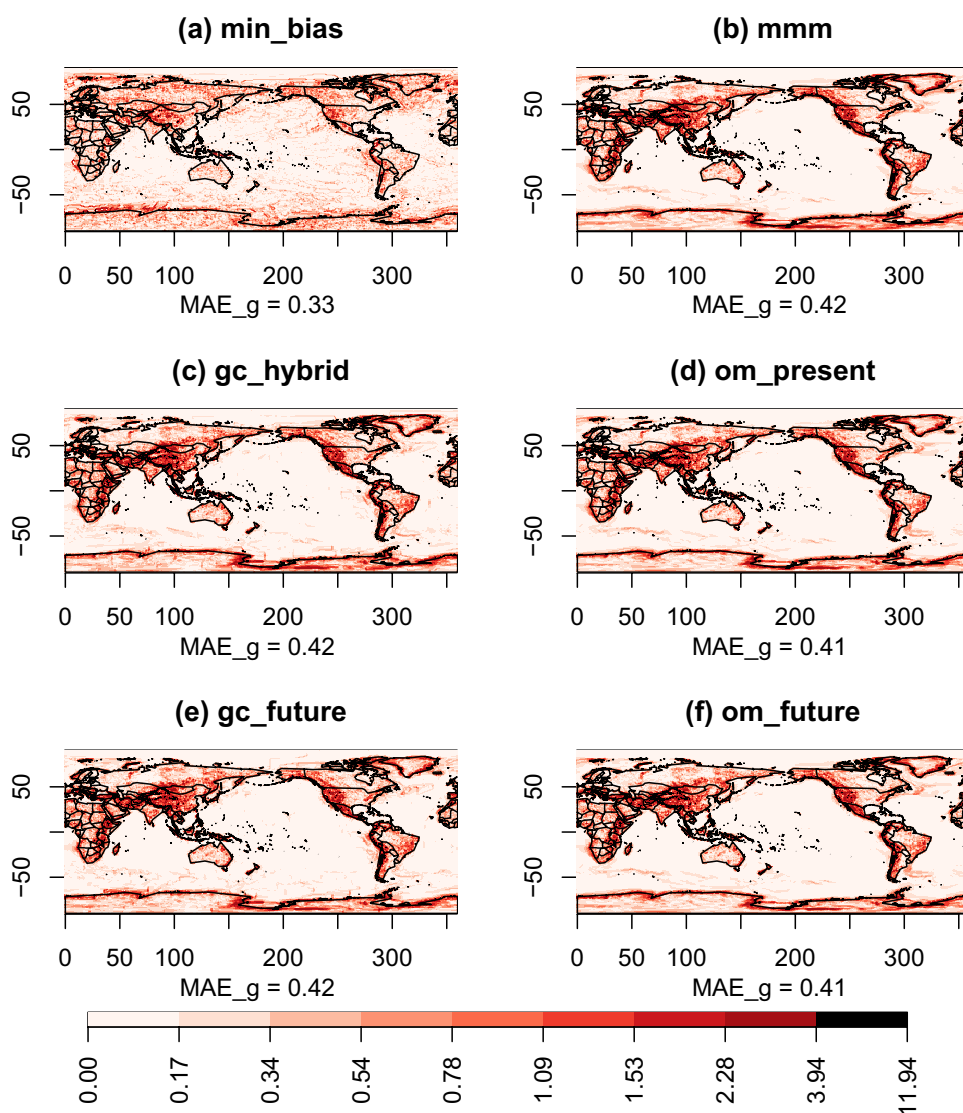 (a) min_bias
(b) mmm
50
−50
50
−50
0 50 100 200 300
0 50 100 200 300
MAE_g = 0.33
MAE_g = 0.42
(c) gc_hybrid
(d) om_present
50
−50
50
−50
0 50 100 200 300
0 50 100 200 300
MAE_g = 0.42
MAE_g = 0.41
(e) gc_future
(f) om_future
50
−50
50
−50
0 50 100 200 300
0 50 100 200 300
MAE_g = 0.42
MAE_g = 0.41
0.00 0.17 0.34 0.54 0.78 1.09 1.53 2.28 3.94 11.94